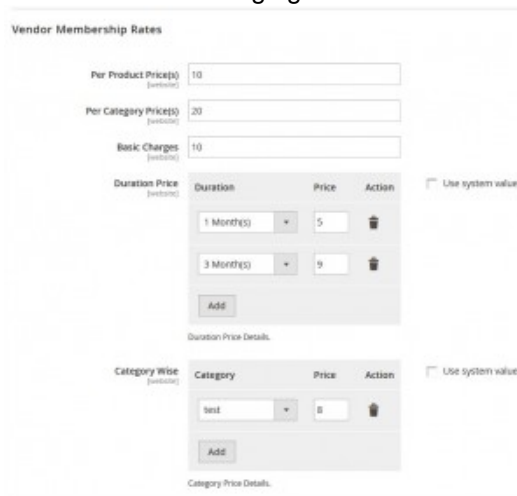 Vendor Membership Rates
Per Product Price(s) 10
[website]
Per Category Price(s) 20
[website]
Basic Charges 10
[website]
Duration Price Duration Price Action Use system value
[website]
1 Month(s) 5
3 Month(s) 9
Add
Duration Price Details.
Category Wise Category Price Action Use system value
[website]
test 8
Add
Category Price Details.